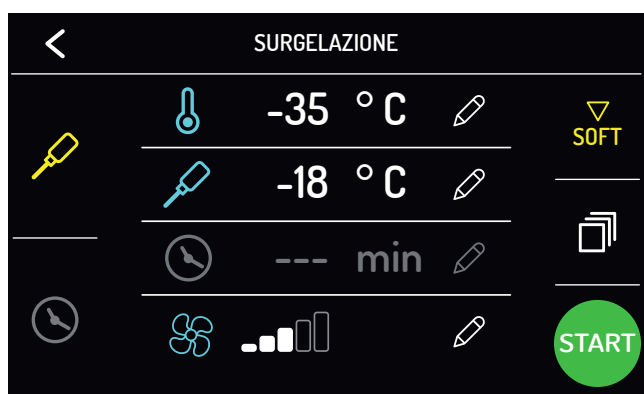 SURGELAZIONE
-35 °C
SOFT
-18 °C
--- min
START